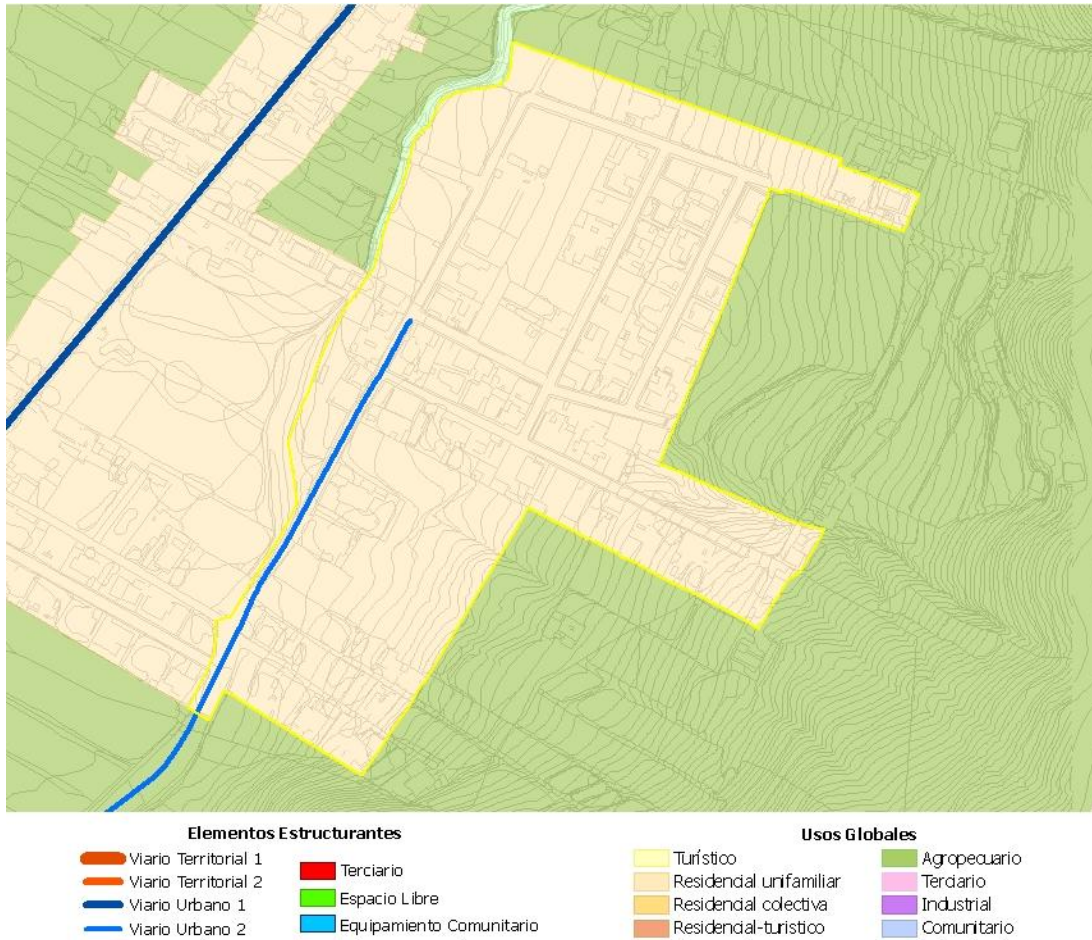 Elementos Estructurantes
Viario Territorial 1
Viario Territorial 2
Viario Urbano 1
Viario Urbano 2
Terciario
Espacio Libre
Equipamiento Comunitario
Usos Globales
Turístico
Residencial unifamiliar
Residencial colectiva
Residencial-turistico
Agropecuario
Terciario
Industrial
Comunitario